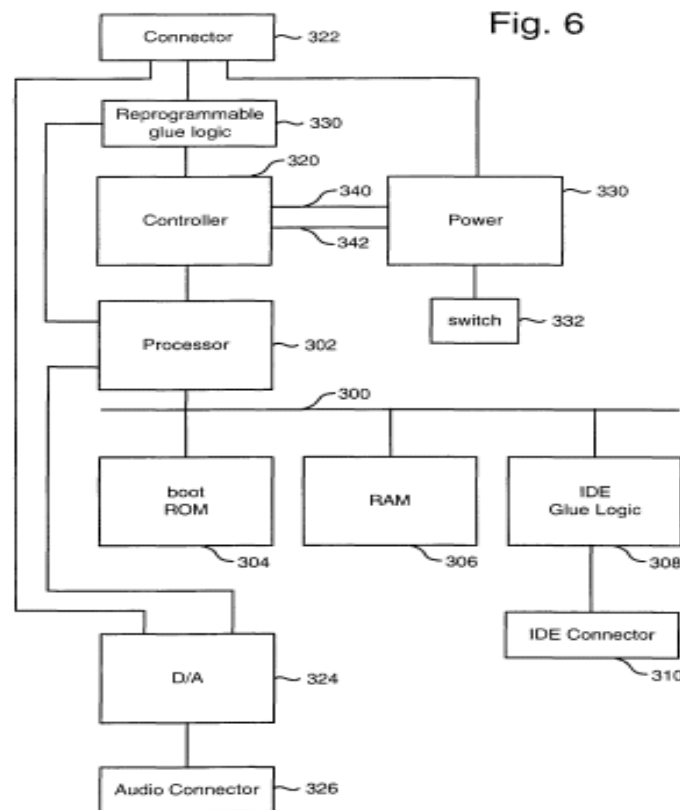 Fig. 6
Connector
322
Reprogrammable
glue logic
330
320
Controller
340
342
Power
330
switch
332
Processor
302
300
boot
ROM
304
RAM
306
IDE
Glue Logic
308
IDE Connector
310
D/A
324
Audio Connector
326